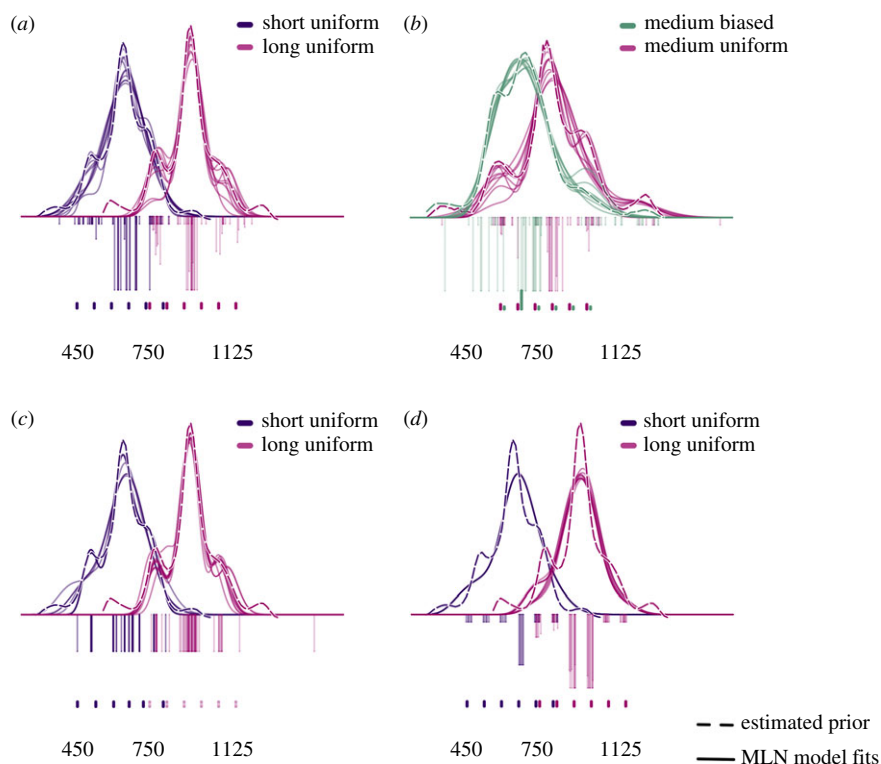 (a)
short uniform
long uniform
450 750 1125
(b)
medium biased
medium uniform
450 750 1125
(c)
short uniform
long uniform
450 750 1125
(d)
short uniform
long uniform
450 750 1125
estimated prior
MLN model fits